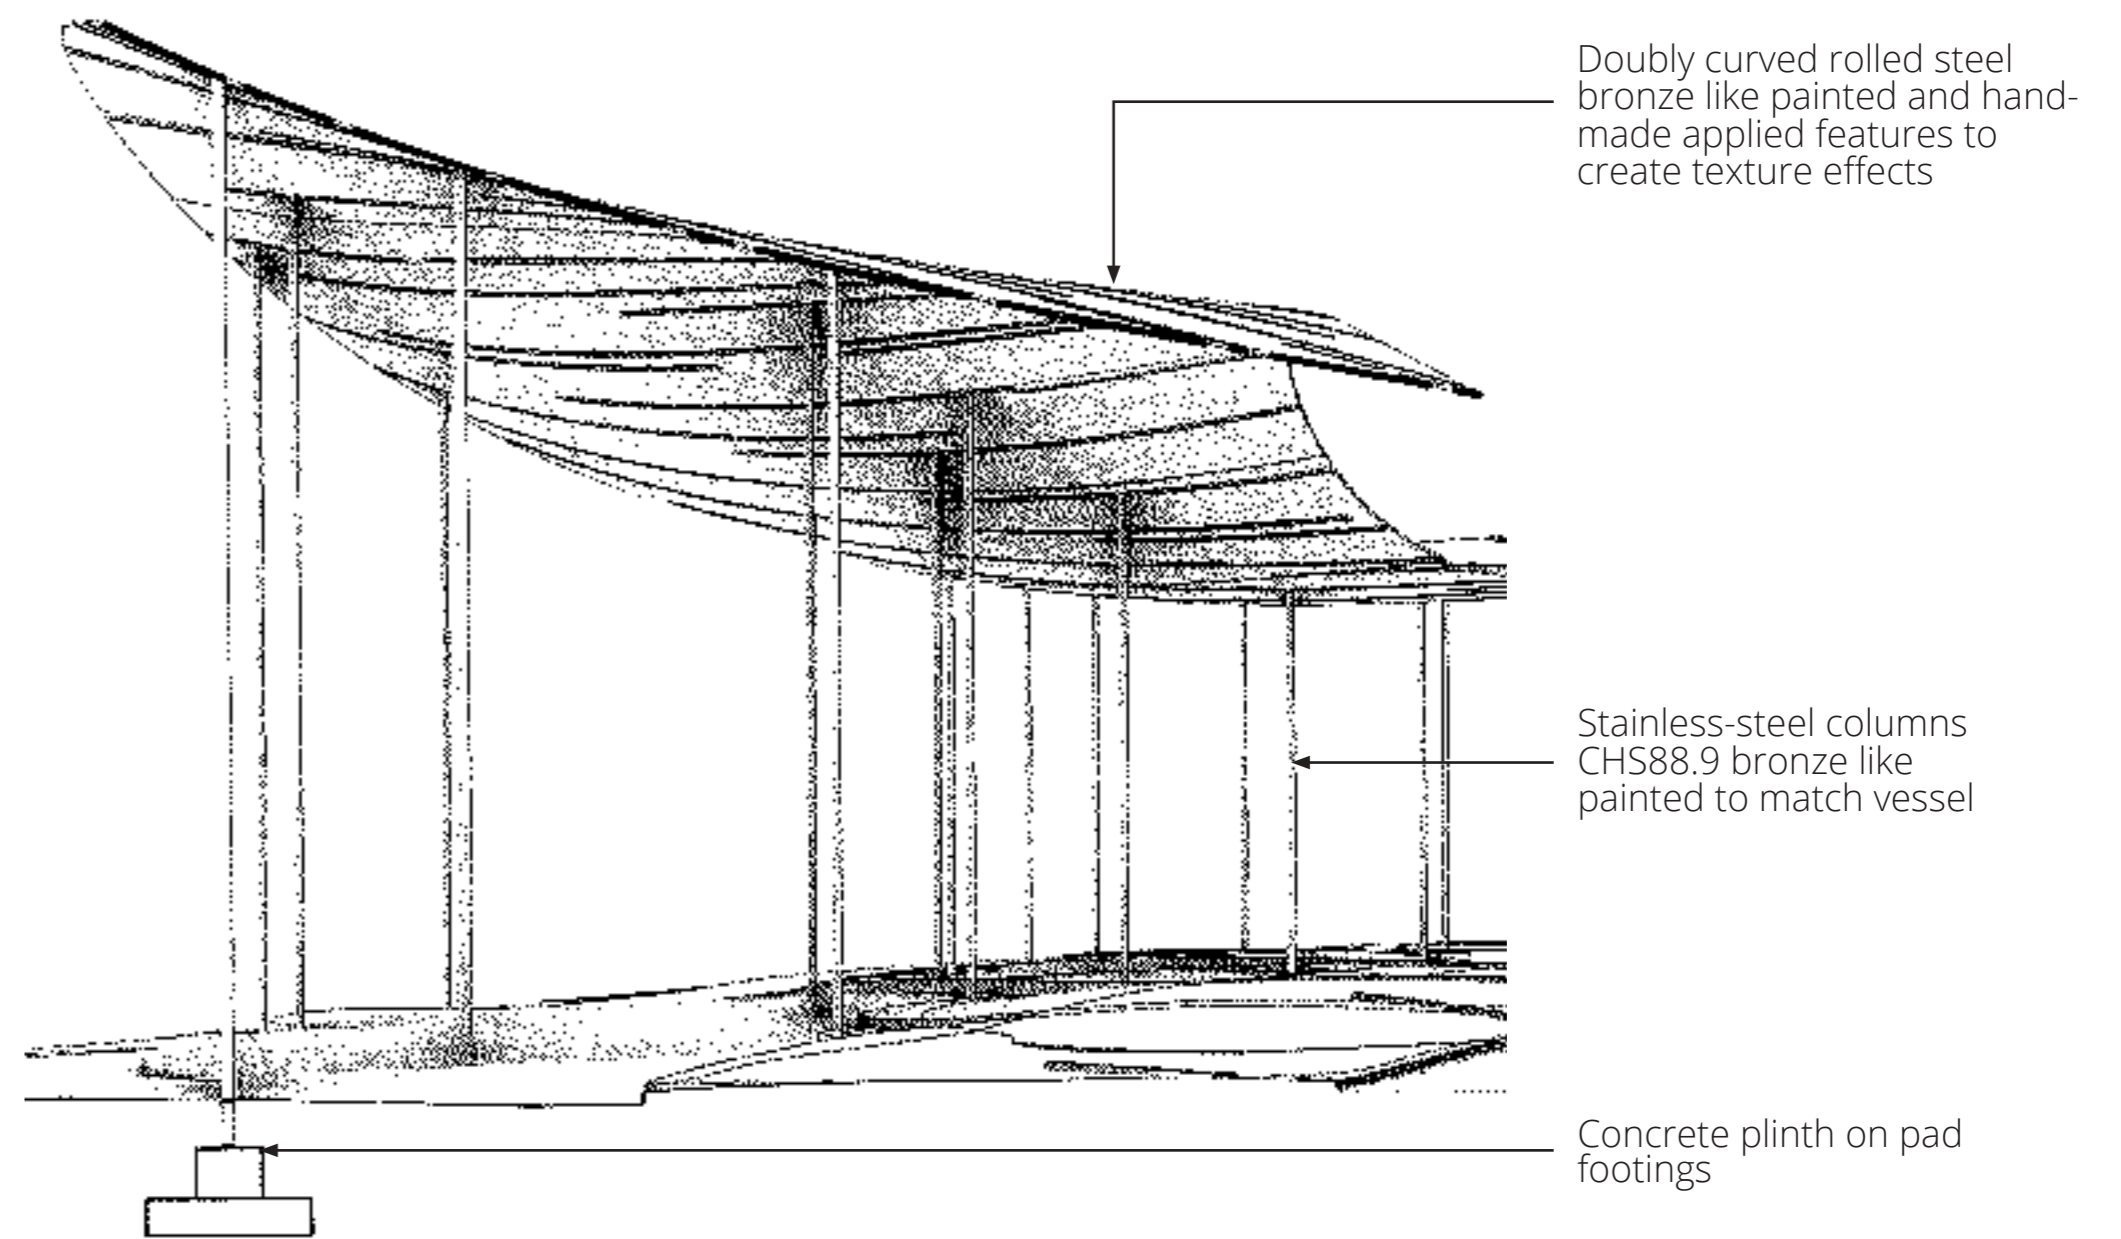 Doubly curved rolled steel
bronze like painted and hand-
made applied features to
create texture effects
Stainless-steel columns
CHS88.9 bronze like
painted to match vessel
Concrete plinth on pad
footings